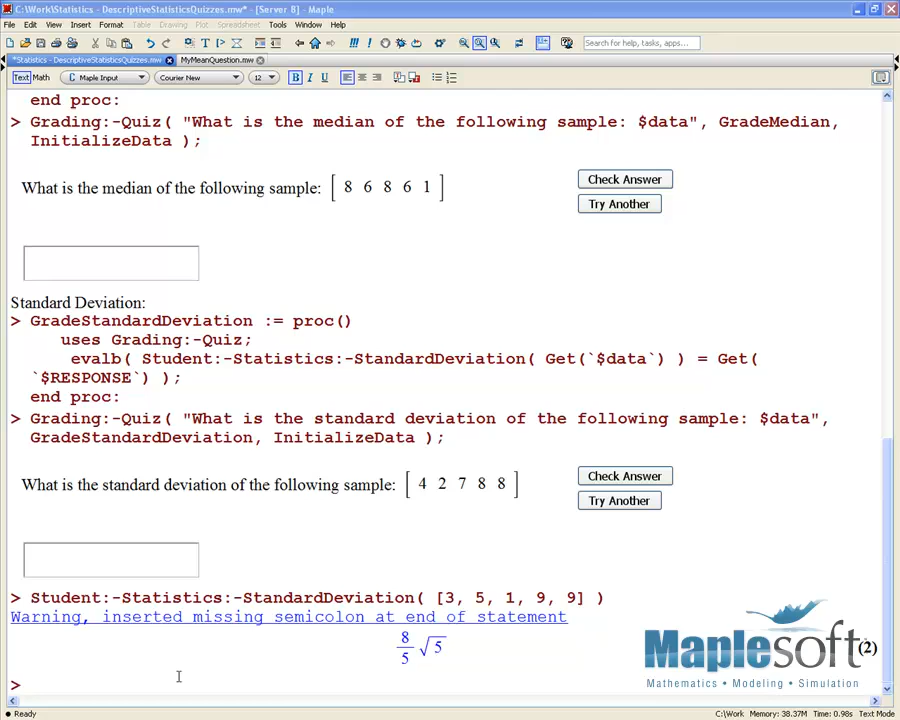 C:\Work\Statistics - DescriptiveStatisticsQuizzes.mw* - [Server 8] - Maple
File Edit View Insert Format Table Drawing Plot Spreadsheet Tools Window Help
Search for help, tasks, apps...
*Statistics - DescriptiveStatisticsQuizzes.mw MyMeanQuestion.mw
Text Math C Maple Input Courier New 12 B I U
end proc:
> Grading:-Quiz( "What is the median of the following sample: $data", GradeMedian,
InitializeData );
What is the median of the following sample: [ 8 6 8 6 1 ]
Check Answer
Try Another
Standard Deviation:
> GradeStandardDeviation := proc()
uses Grading:-Quiz;
evalb( Student:-Statistics:-StandardDeviation( Get(`$data`) ) = Get(
`$RESPONSE`) );
end proc:
> Grading:-Quiz( "What is the standard deviation of the following sample: $data",
GradeStandardDeviation, InitializeData );
What is the standard deviation of the following sample: [ 4 2 7 8 8 ]
Check Answer
Try Another
> Student:-Statistics:-StandardDeviation( [3, 5, 1, 9, 9] )
Warning, inserted missing semicolon at end of statement
8/5 √5
(2)
Maplesoft
Mathematics • Modeling • Simulation
>
Ready C:\Work Memory: 38.37M Time: 0.98s Text Mode